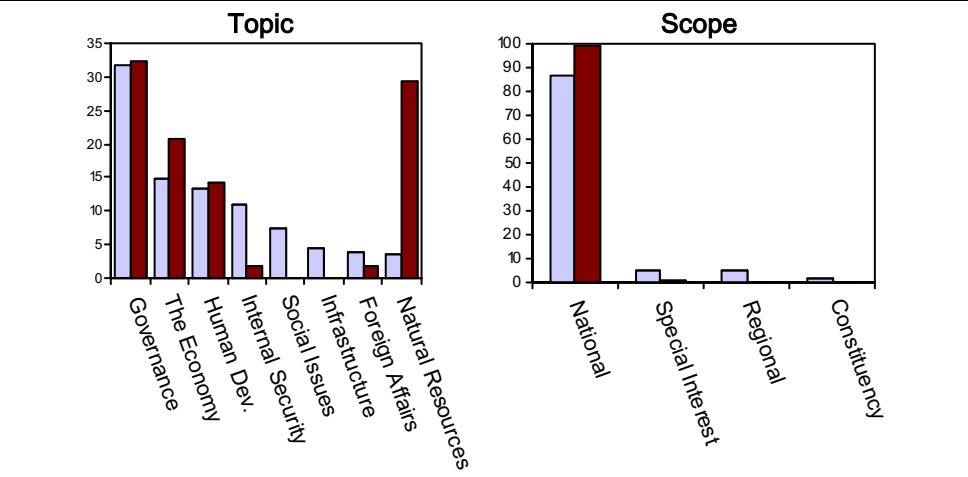 Topic
35
30
25
20
15
10
5
0
Governance
The Economy
Human Dev.
Internal Security
Social Issues
Infrastructure
Foreign Affairs
Natural Resources
Scope
100
90
80
70
60
50
40
30
20
10
0
National
Special Interest
Regional
Constituency